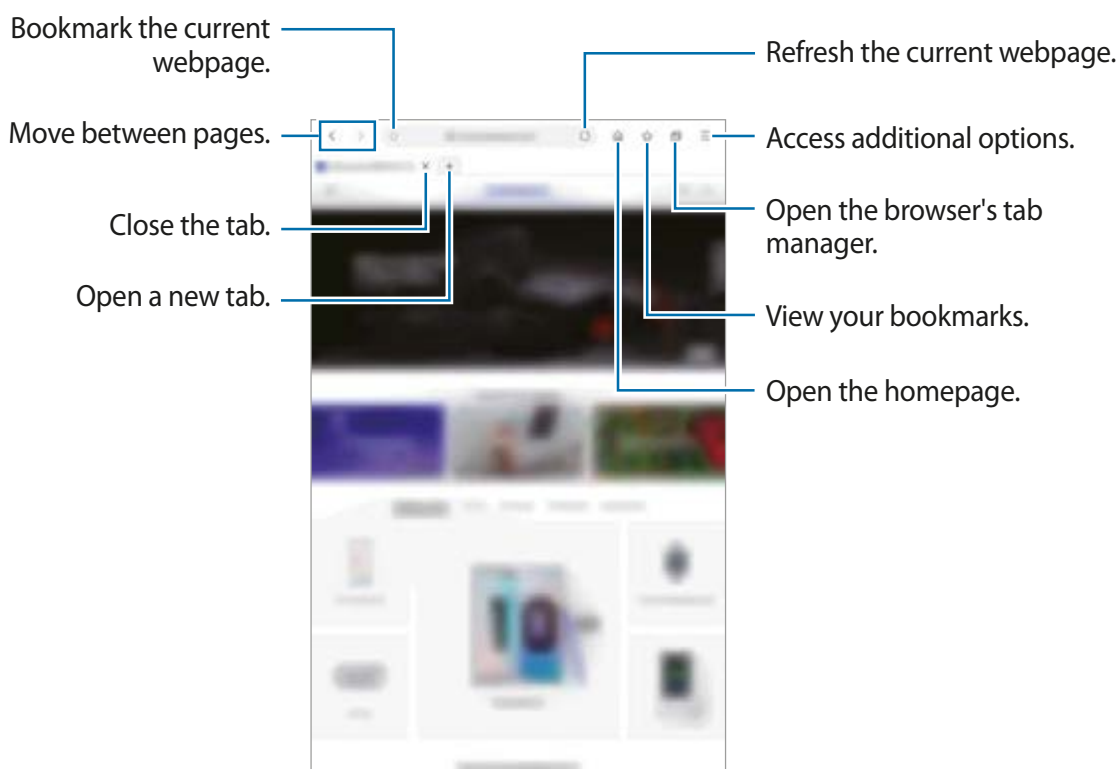 Bookmark the current
webpage.
Refresh the current webpage.
Move between pages.
Access additional options.
Close the tab.
Open the browser's tab
manager.
Open a new tab.
View your bookmarks.
Open the homepage.